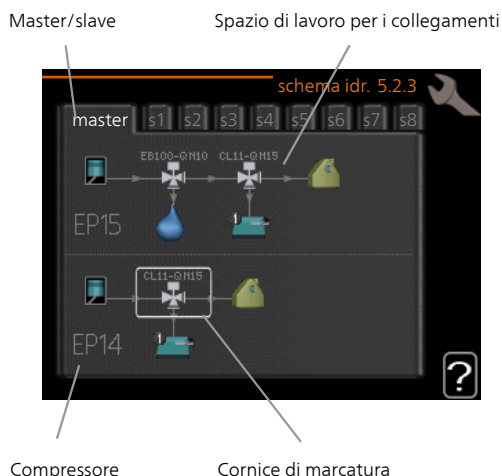 Master/slave
Spazio di lavoro per i collegamenti
schema idr. 5.2.3
master s1 s2 s3 s4 s5 s6 s7 s8
EB100-QN10 CL11-QN15
EP15
1
CL11-QN15
EP14
1
?
Compressore
Cornice di marcatura